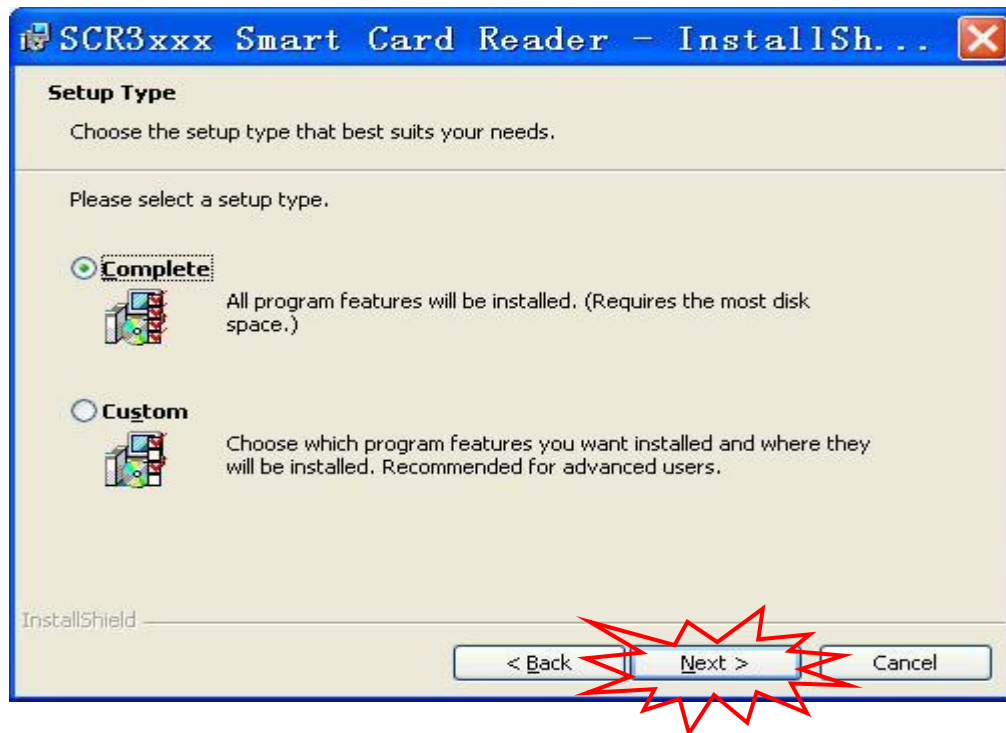 SCR3xxx Smart Card Reader - InstallSh...
Setup Type
Choose the setup type that best suits your needs.
Please select a setup type.
Complete
All program features will be installed. (Requires the most disk
space.)
Custom
Choose which program features you want installed and where they
will be installed. Recommended for advanced users.
InstallShield
< Back Next > Cancel